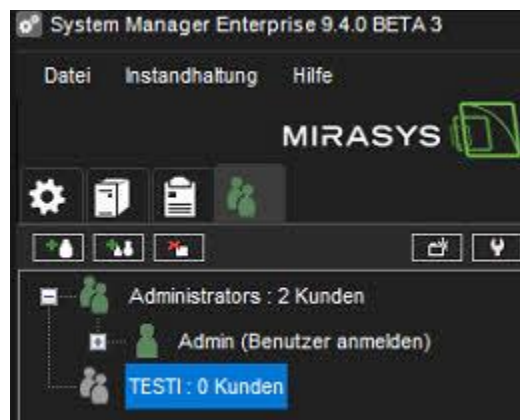 System Manager Enterprise 9.4.0 BETA 3
Datei Instandhaltung Hilfe
MIRASYS
Administrators : 2 Kunden
Admin (Benutzer anmelden)
TESTI : 0 Kunden